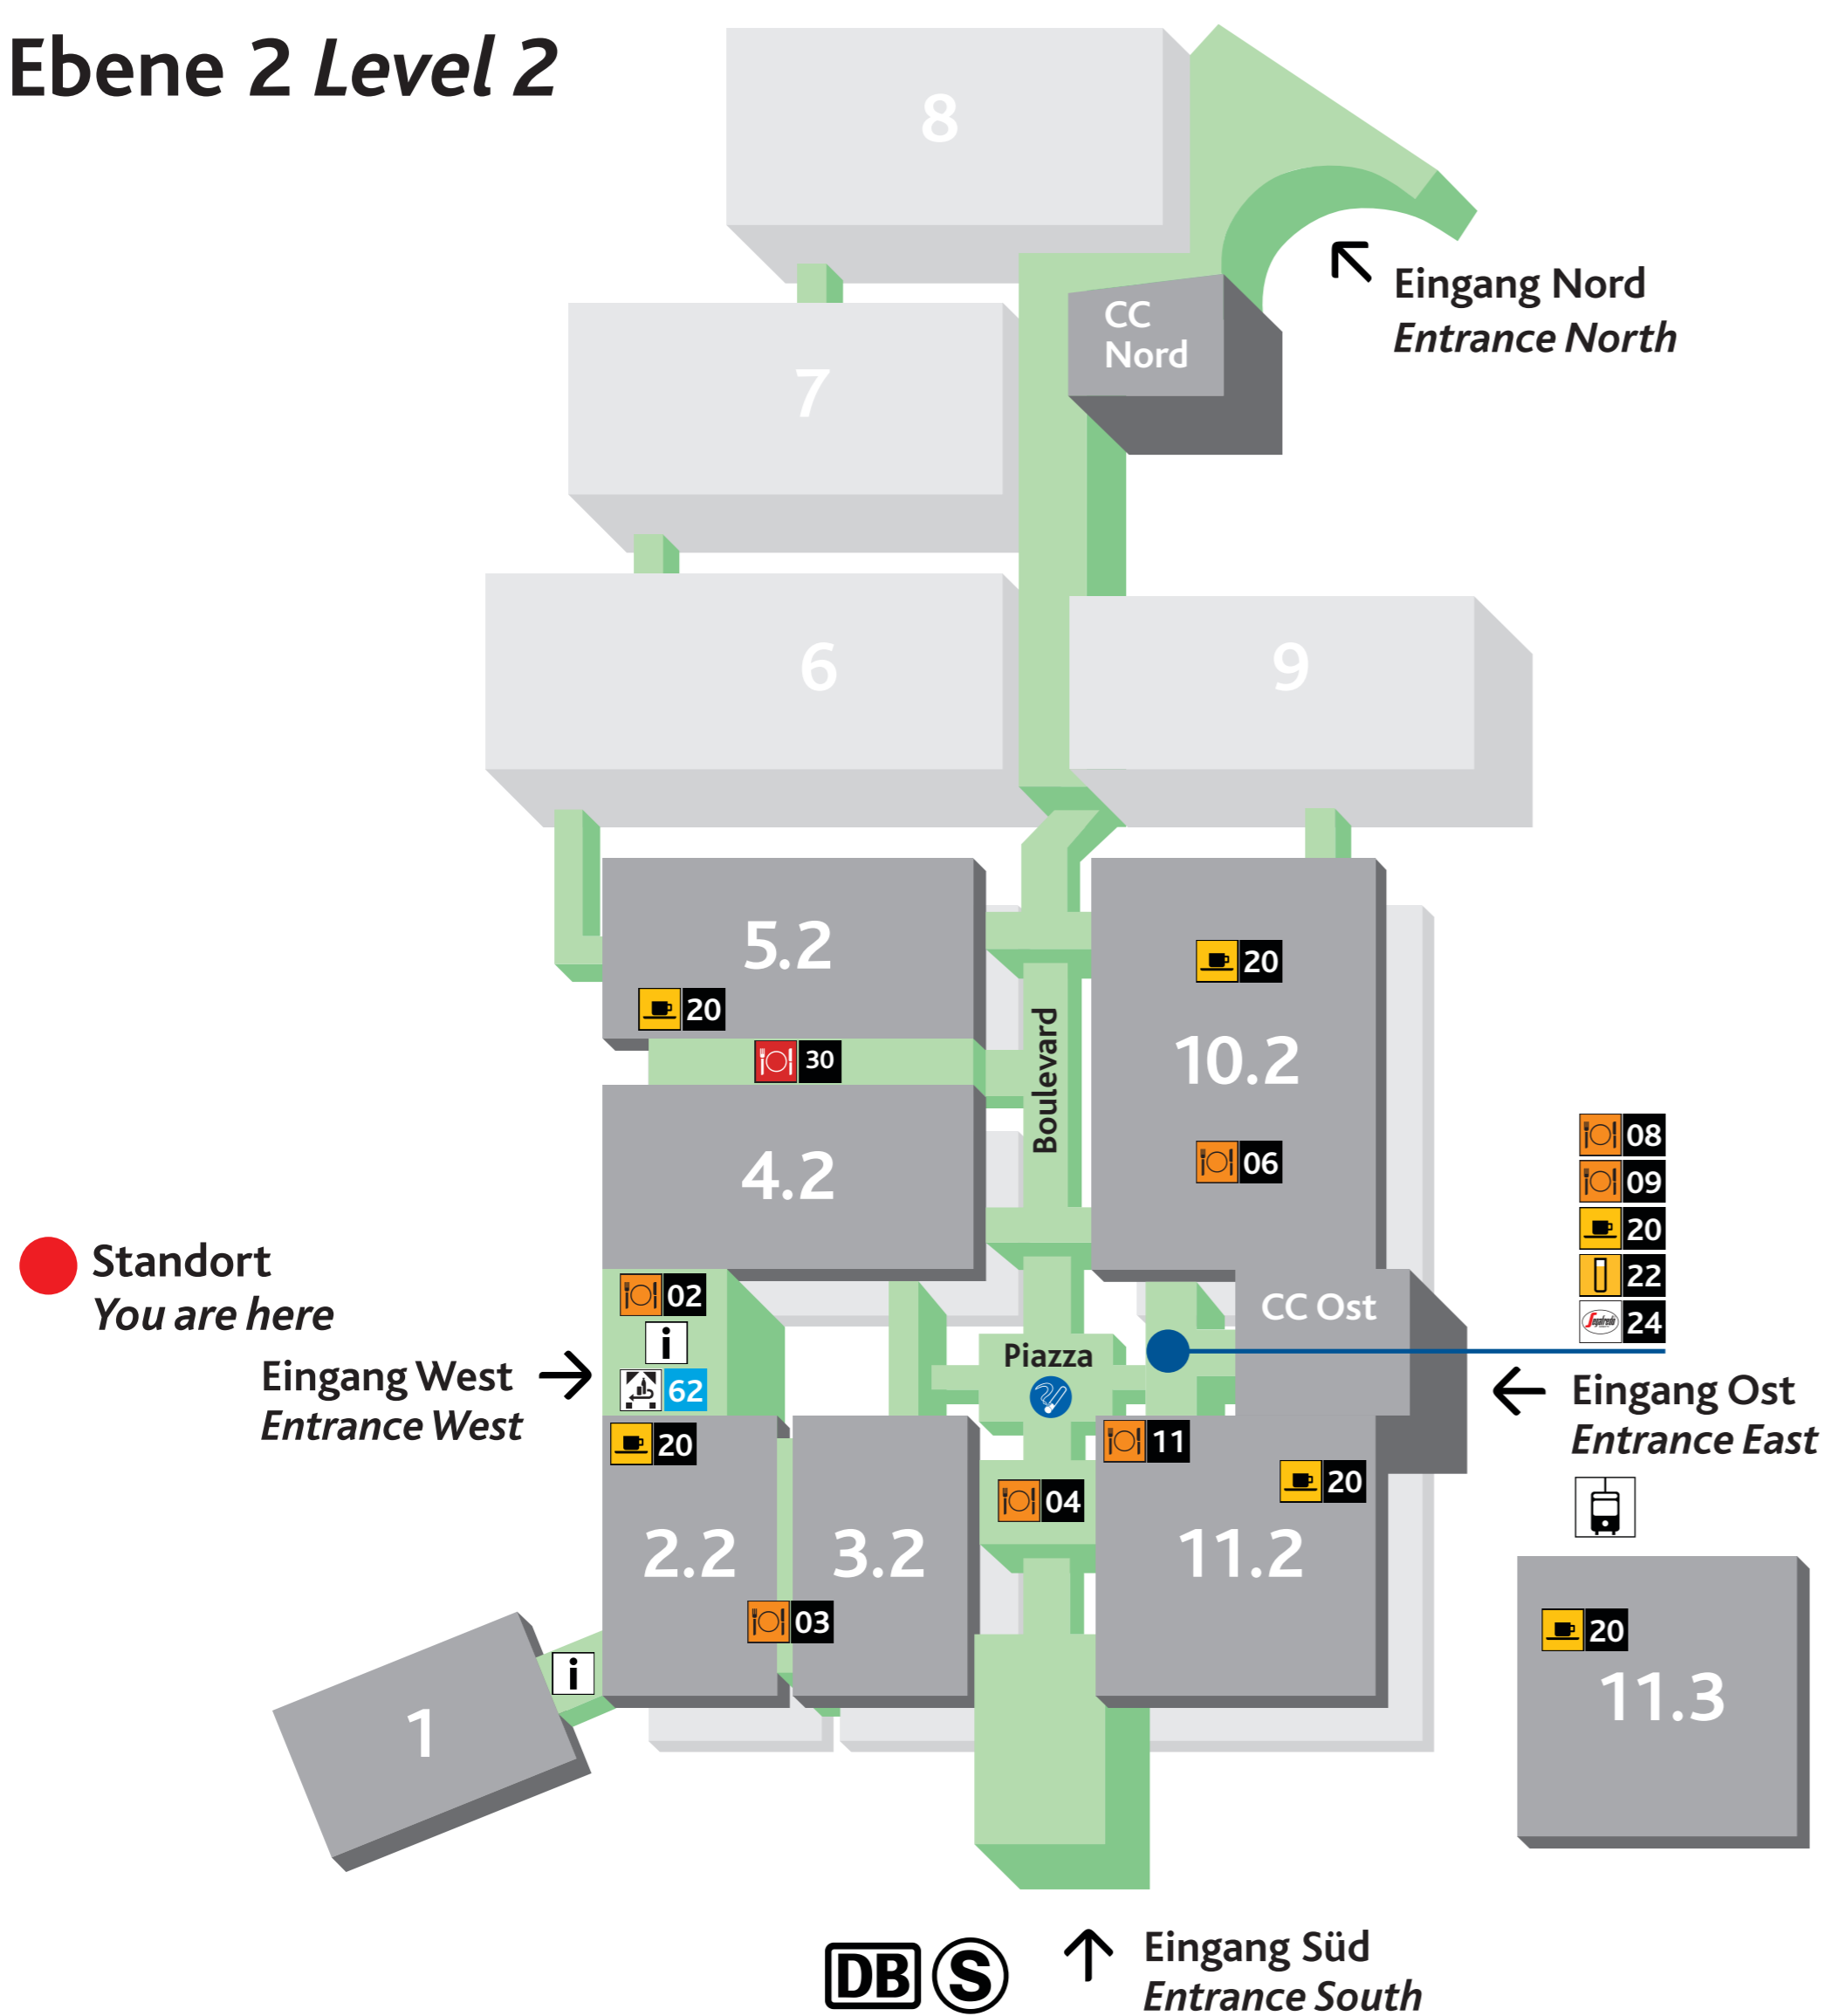 Ebene 2 Level 2
8
Eingang Nord
Entrance North
CC
Nord
7
6
9
5.2
20
20
30
Boulevard
10.2
06
4.2
08
09
20
22
Segafredo
24
Standort
You are here
02
i
62
CC Ost
Piazza
Eingang West
Entrance West
Eingang Ost
Entrance East
20
11
20
04
2.2
3.2
11.2
03
20
i
11.3
1
DB
S
Eingang Süd
Entrance South